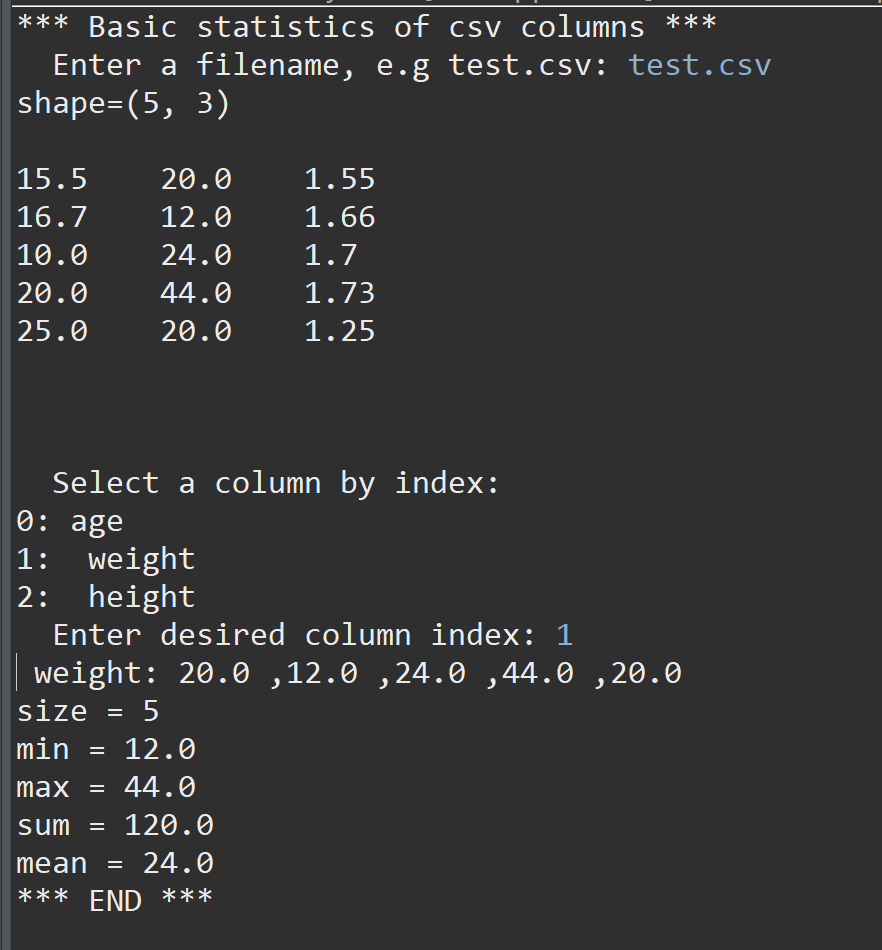 *** Basic statistics of csv columns ***
  Enter a filename, e.g test.csv: test.csv
shape=(5, 3)

15.5    20.0    1.55
16.7    12.0    1.66
10.0    24.0    1.7
20.0    44.0    1.73
25.0    20.0    1.25

  Select a column by index:
0: age
1:  weight
2:  height
  Enter desired column index: 1
 weight: 20.0 ,12.0 ,24.0 ,44.0 ,20.0
size = 5
min = 12.0
max = 44.0
sum = 120.0
mean = 24.0
*** END ***